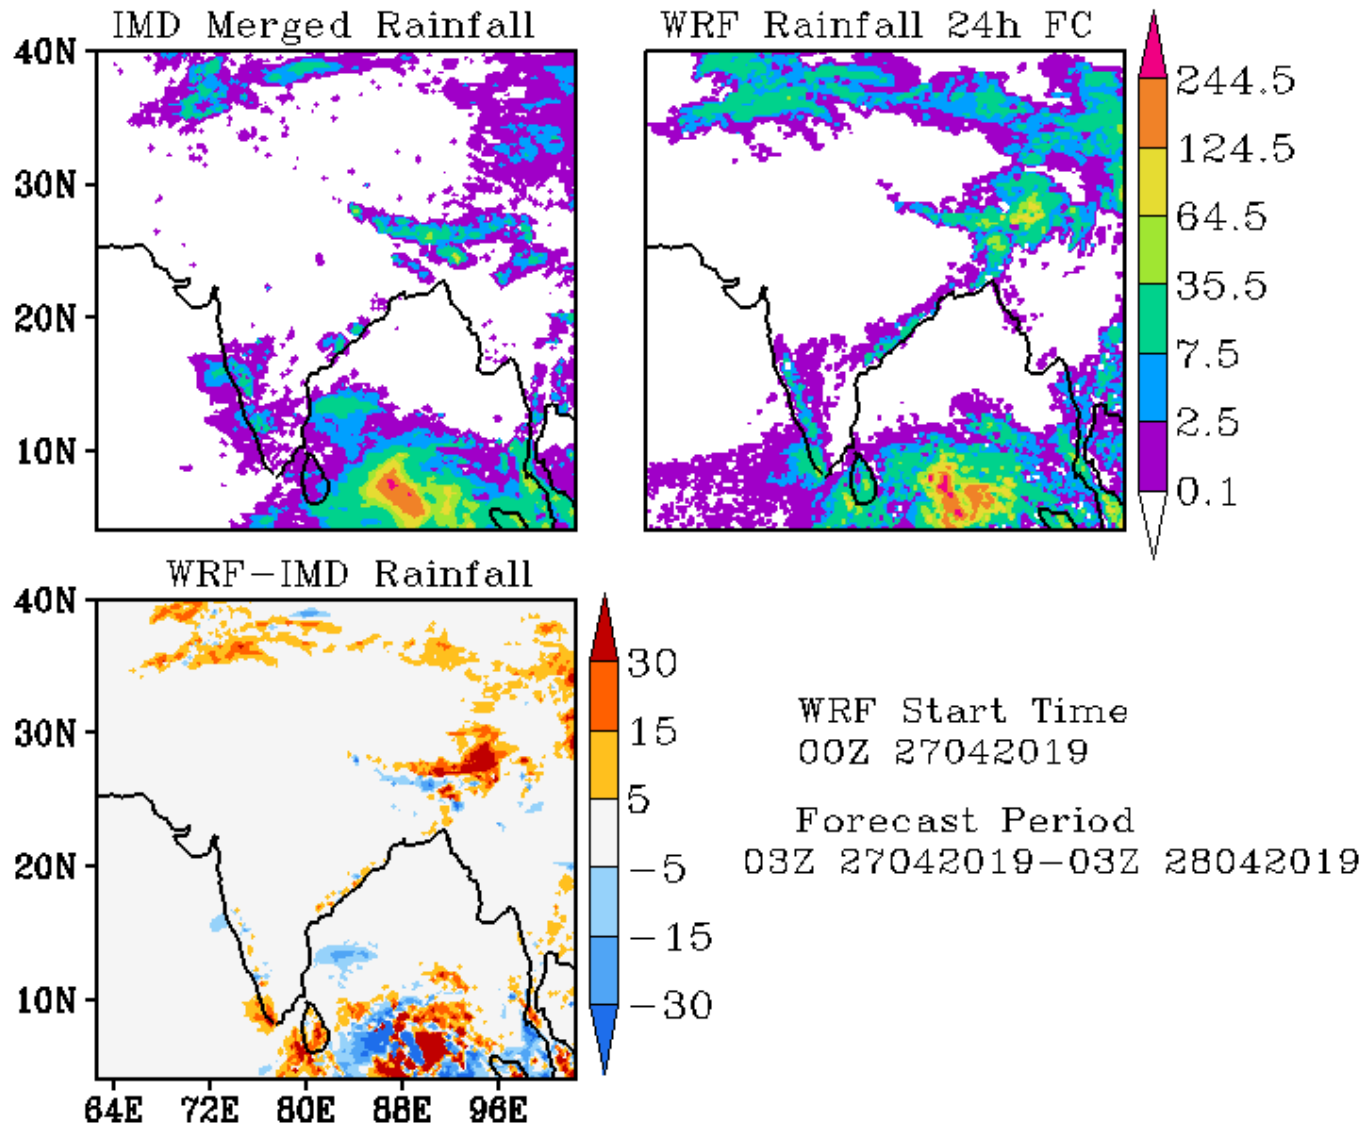 IMD Merged Rainfall
WRF Rainfall 24h FC
40N
30N
20N
10N
244.5
124.5
64.5
35.5
7.5
2.5
0.1
WRF-IMD Rainfall
40N
30N
20N
10N
64E 72E 80E 88E 96E
30
15
5
-5
-15
-30
WRF Start Time
00Z 27042019
Forecast Period
03Z 27042019-03Z 28042019